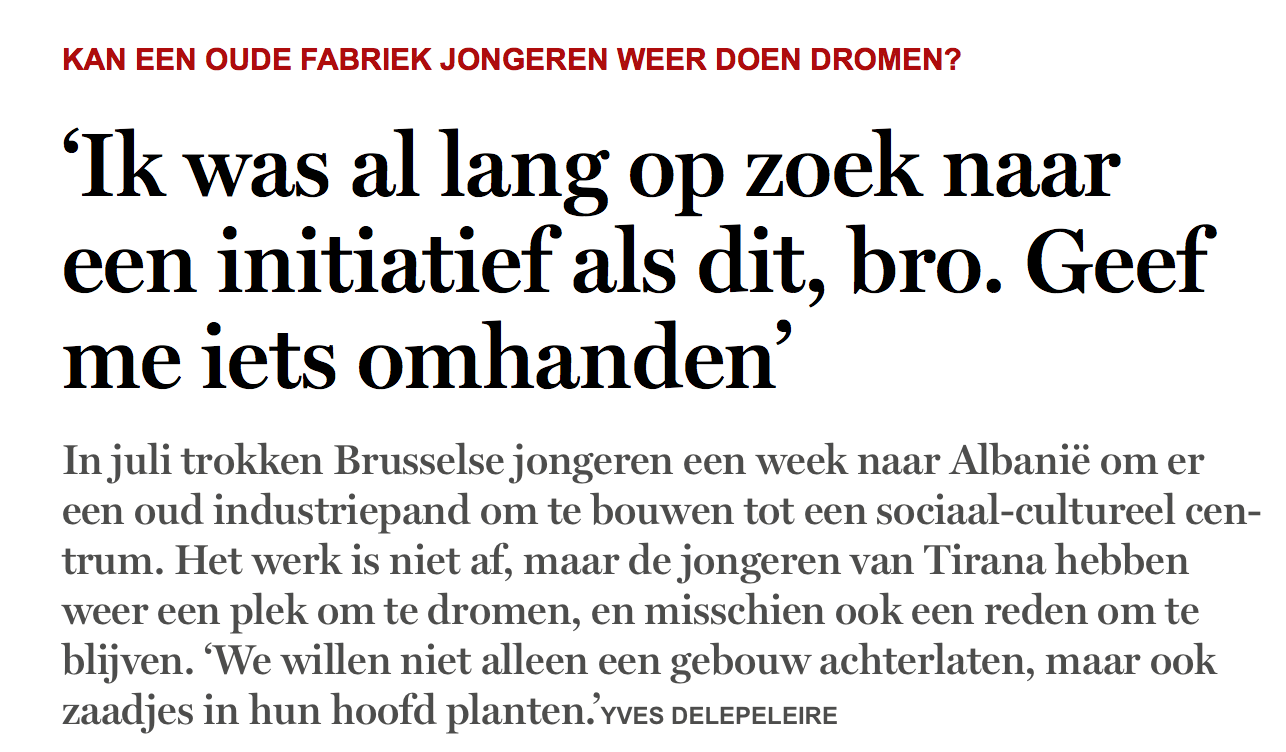 KAN EEN OUDE FABRIEK JONGEREN WEER DOEN DROMEN?
‘Ik was al lang op zoek naar
een initiatief als dit, bro. Geef
me iets omhanden’
In juli trokken Brusselse jongeren een week naar Albanië om er
een oud industriepand om te bouwen tot een sociaal-cultureel cen-
trum. Het werk is niet af, maar de jongeren van Tirana hebben
weer een plek om te dromen, en misschien ook een reden om te
blijven. ‘We willen niet alleen een gebouw achterlaten, maar ook
zaadjes in hun hoofd planten.’YVES DELEPELEIRE